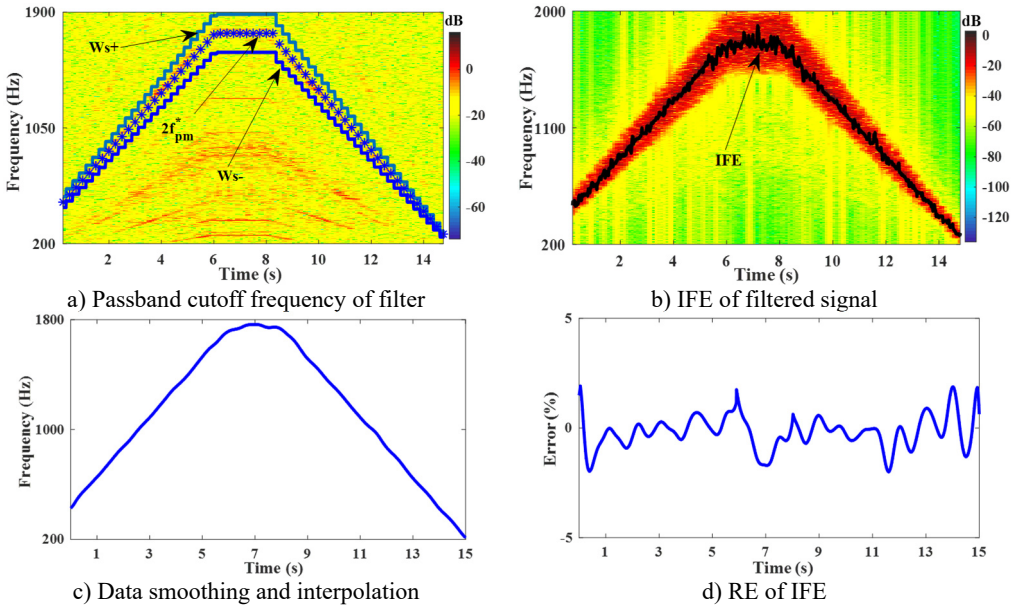 1900
1050
200
Frequency (Hz)
2 4 6 8 10 12 14
Time (s)
Ws+
2f*pm
Ws-
dB
0
-20
-40
-60
a) Passband cutoff frequency of filter
2000
1100
200
Frequency (Hz)
2 4 6 8 10 12 14
Time (s)
IFE
dB
0
-20
-40
-60
-80
-100
-120
b) IFE of filtered signal
1800
1000
200
Frequency (Hz)
1 3 5 7 9 11 13 15
Time (s)
c) Data smoothing and interpolation
5
0
-5
Error (%)
1 3 5 7 9 11 13 15
Time (s)
d) RE of IFE